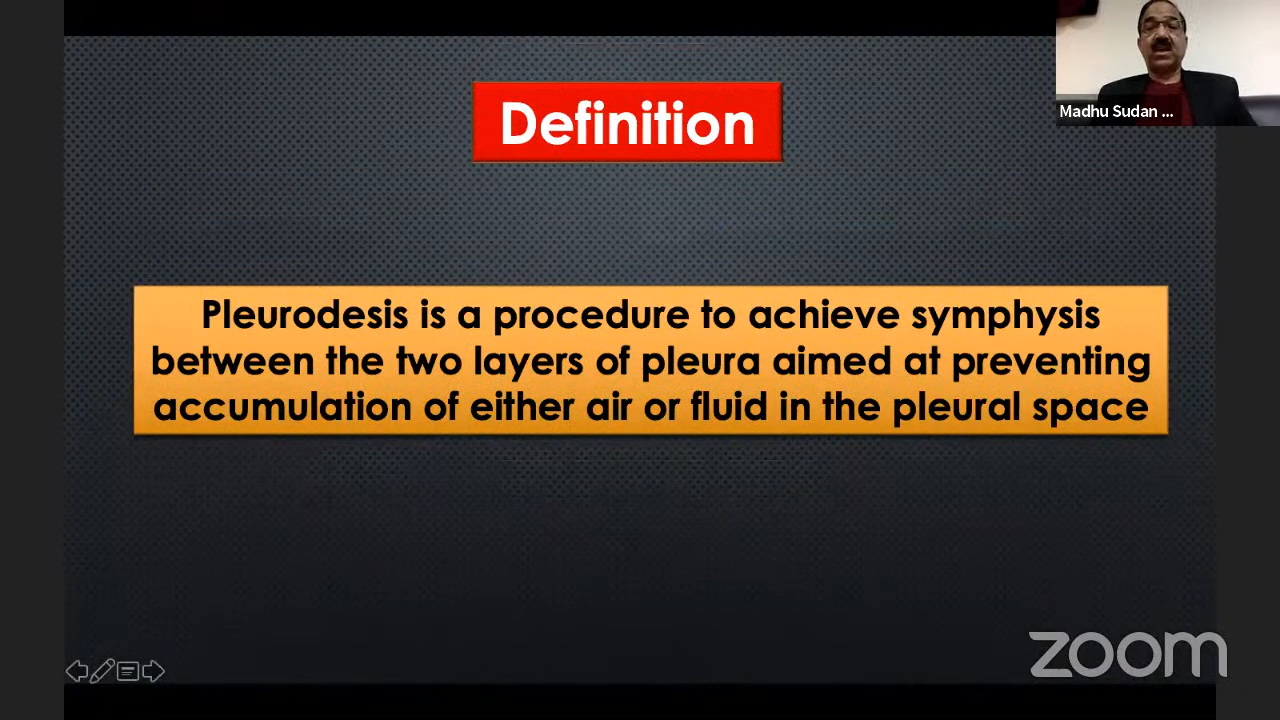 Definition
Madhu Sudan ...
Pleurodesis is a procedure to achieve symphysis
between the two layers of pleura aimed at preventing
accumulation of either air or fluid in the pleural space
zoom